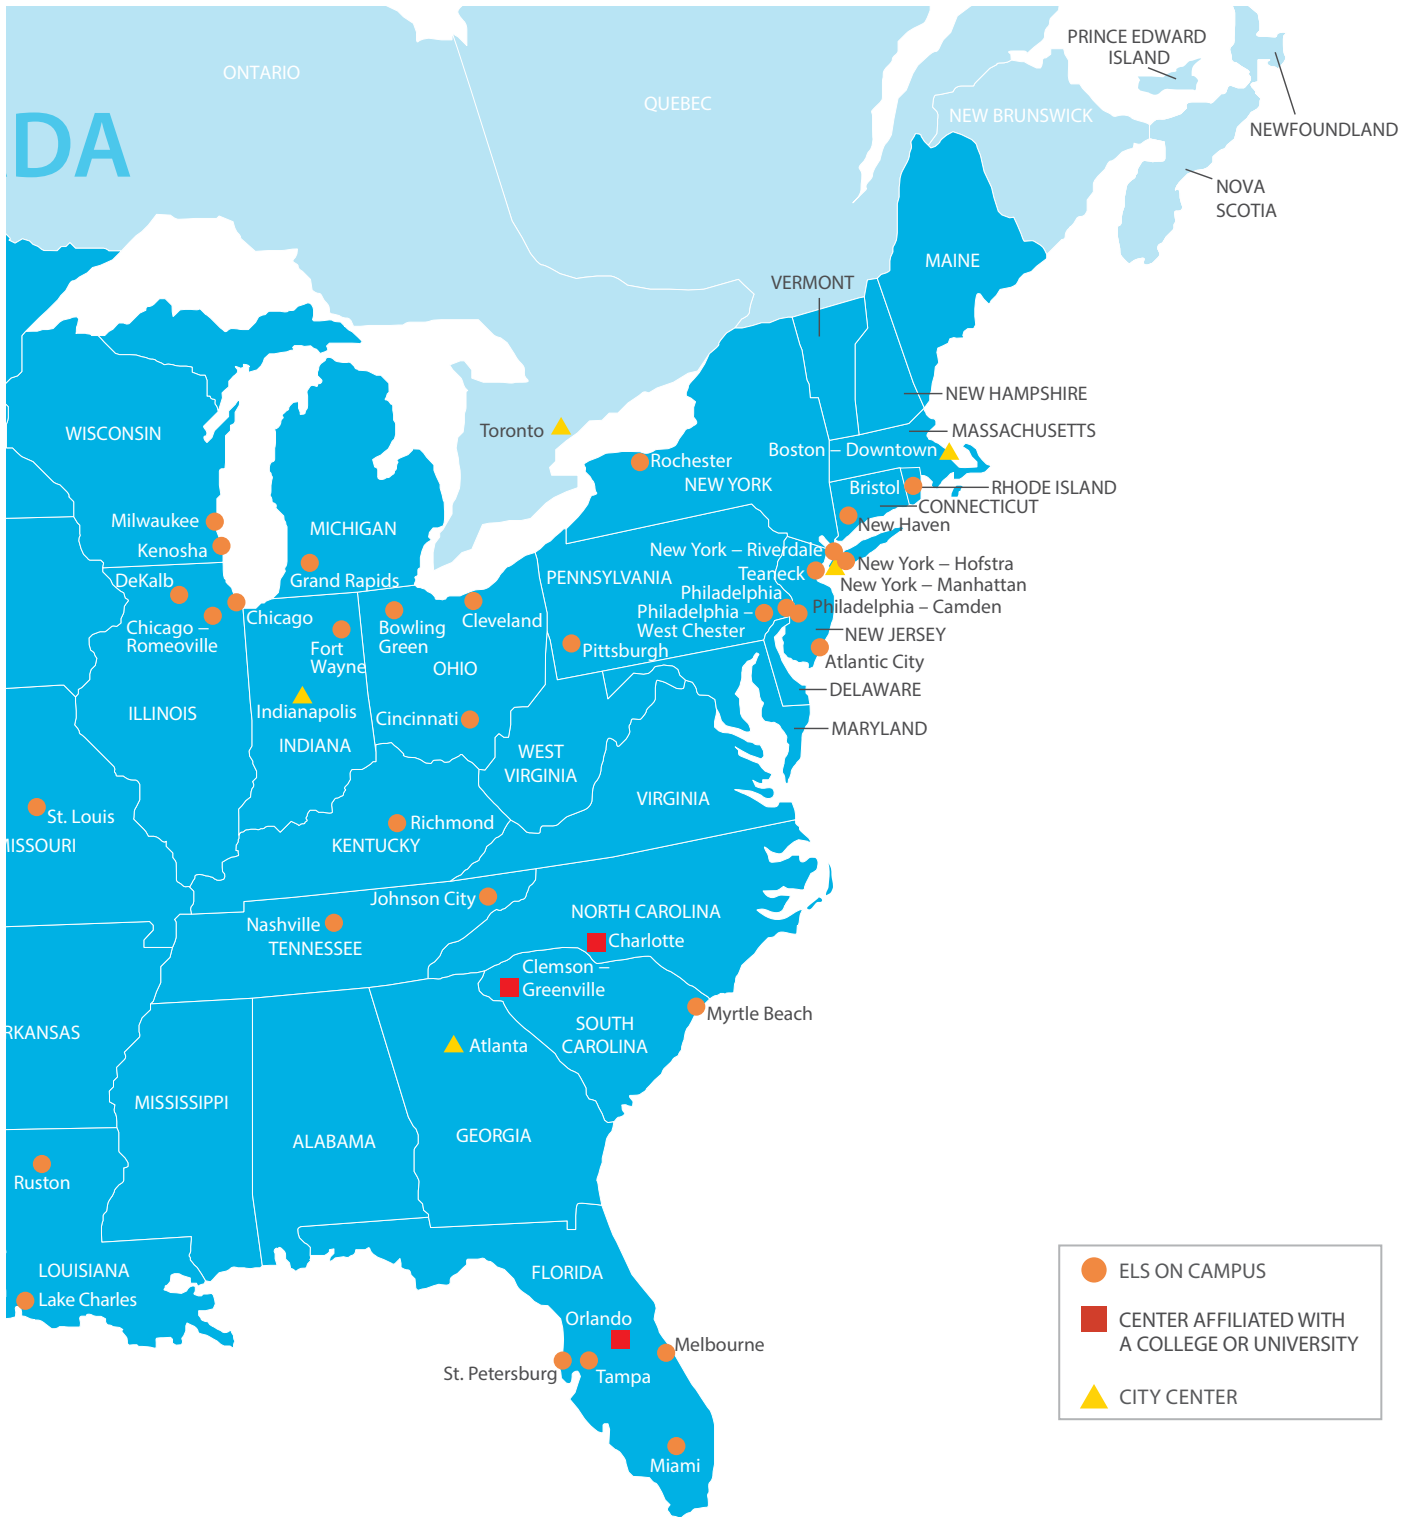 PRINCE EDWARD
ISLAND
ONTARIO
QUEBEC
NEW BRUNSWICK
NEWFOUNDLAND
DA
NOVA
SCOTIA
MAINE
VERMONT
NEW HAMPSHIRE
MASSACHUSETTS
Toronto
WISCONSIN
Boston – Downtown
Rochester
NEW YORK
Bristol
RHODE ISLAND
CONNECTICUT
New Haven
Milwaukee
MICHIGAN
Kenosha
New York – Riverdale
New York – Hofstra
DeKalb
Grand Rapids
PENNSYLVANIA
Teaneck
New York – Manhattan
Philadelphia
Philadelphia – Camden
Philadelphia –
West Chester
Chicago
Chicago –
Romeoville
Bowling
Green
Cleveland
NEW JERSEY
Fort
Wayne
Pittsburgh
Atlantic City
OHIO
DELAWARE
ILLINOIS
Indianapolis
Cincinnati
MARYLAND
INDIANA
WEST
VIRGINIA
VIRGINIA
St. Louis
Richmond
MISSOURI
KENTUCKY
Johnson City
NORTH CAROLINA
Nashville
TENNESSEE
Charlotte
Clemson –
Greenville
Myrtle Beach
RKANSAS
SOUTH
CAROLINA
Atlanta
MISSISSIPPI
ALABAMA
GEORGIA
Ruston
LOUISIANA
FLORIDA
Lake Charles
Orlando
Melbourne
St. Petersburg
Tampa
Miami
ELS ON CAMPUS
CENTER AFFILIATED WITH
A COLLEGE OR UNIVERSITY
CITY CENTER